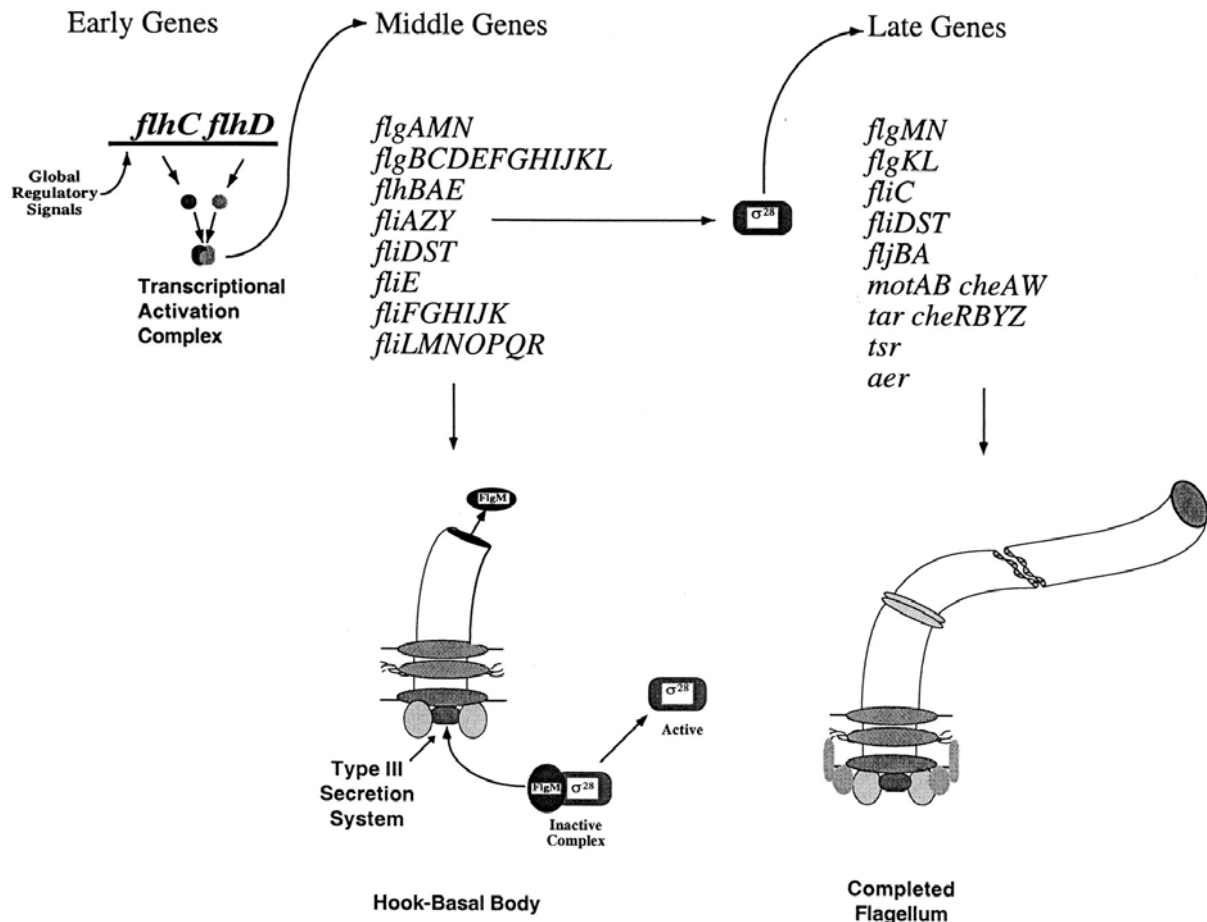 Early Genes
Middle Genes
Late Genes
flhC flhD
Global
Regulatory
Signals
Transcriptional
Activation
Complex
flgAMN
flgBCDEFGHIJKL
flhBAE
fliAZY
fliDST
fliE
fliFGHIJK
fliLMNOPQR
σ28
flgMN
flgKL
fliC
fliDST
fljBA
motAB cheAW
tar cheRBYZ
tsr
aer
FlgM
σ28
Active
Type III
Secretion
System
FlgM
σ28
Inactive
Complex
Hook-Basal Body
Completed
Flagellum